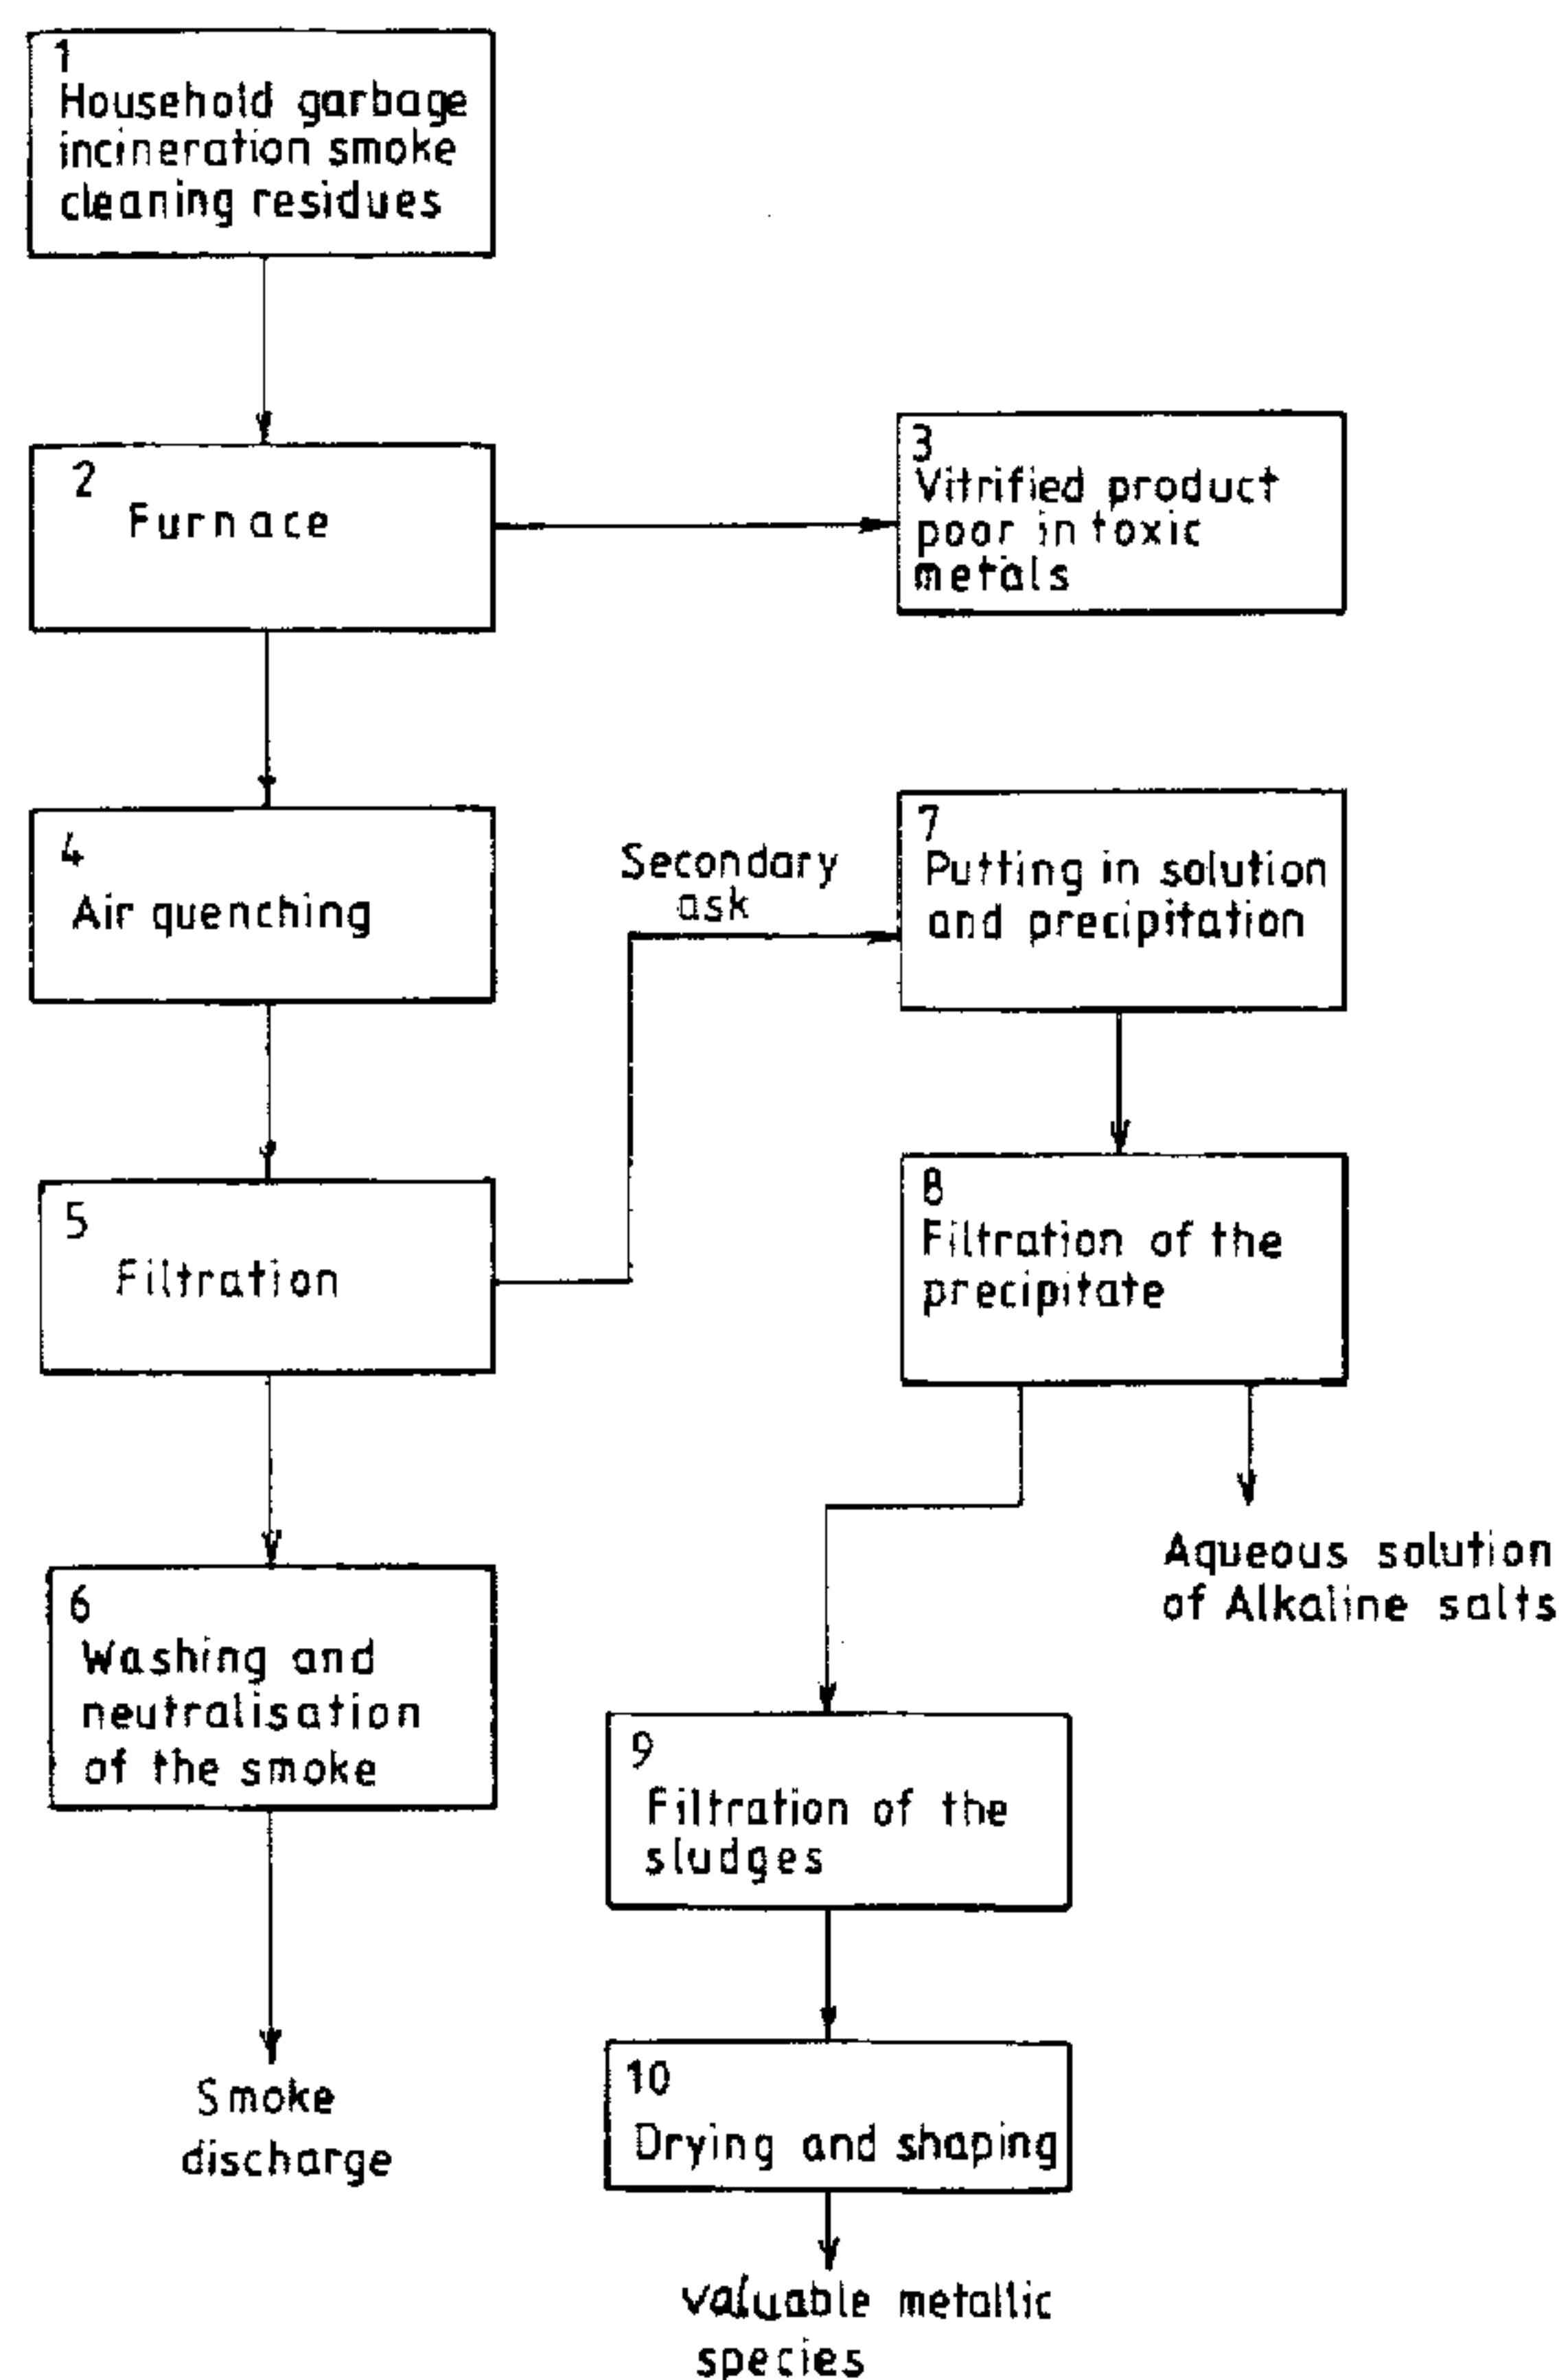 1
Household garbage
incineration smoke
cleaning residues
2
Furnace
3
Vitrified product
poor in toxic
metals
4
Air quenching
Secondary
ask
7
Putting in solution
and precipitation
5
Filtration
8
Filtration of the
precipitate
6
Washing and
neutralisation
of the smoke
Aqueous solution
of Alkaline salts
9
Filtration of the
sludges
Smoke
discharge
10
Drying and shaping
valuable metallic
species